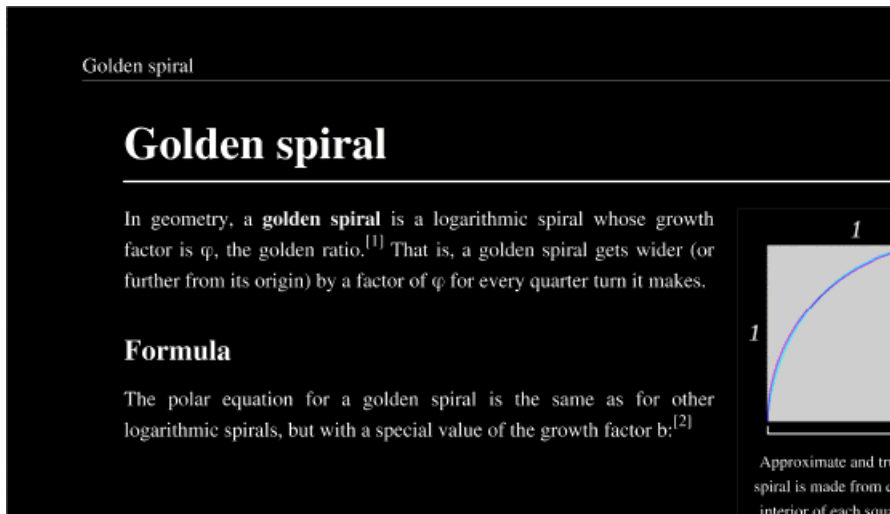 Golden spiral
Golden spiral
In geometry, a golden spiral is a logarithmic spiral whose growth
factor is φ, the golden ratio.[1] That is, a golden spiral gets wider (or
further from its origin) by a factor of φ for every quarter turn it makes.
Formula
The polar equation for a golden spiral is the same as for other
logarithmic spirals, but with a special value of the growth factor b:[2]
1
1
Approximate and
spiral is made from
interior of each